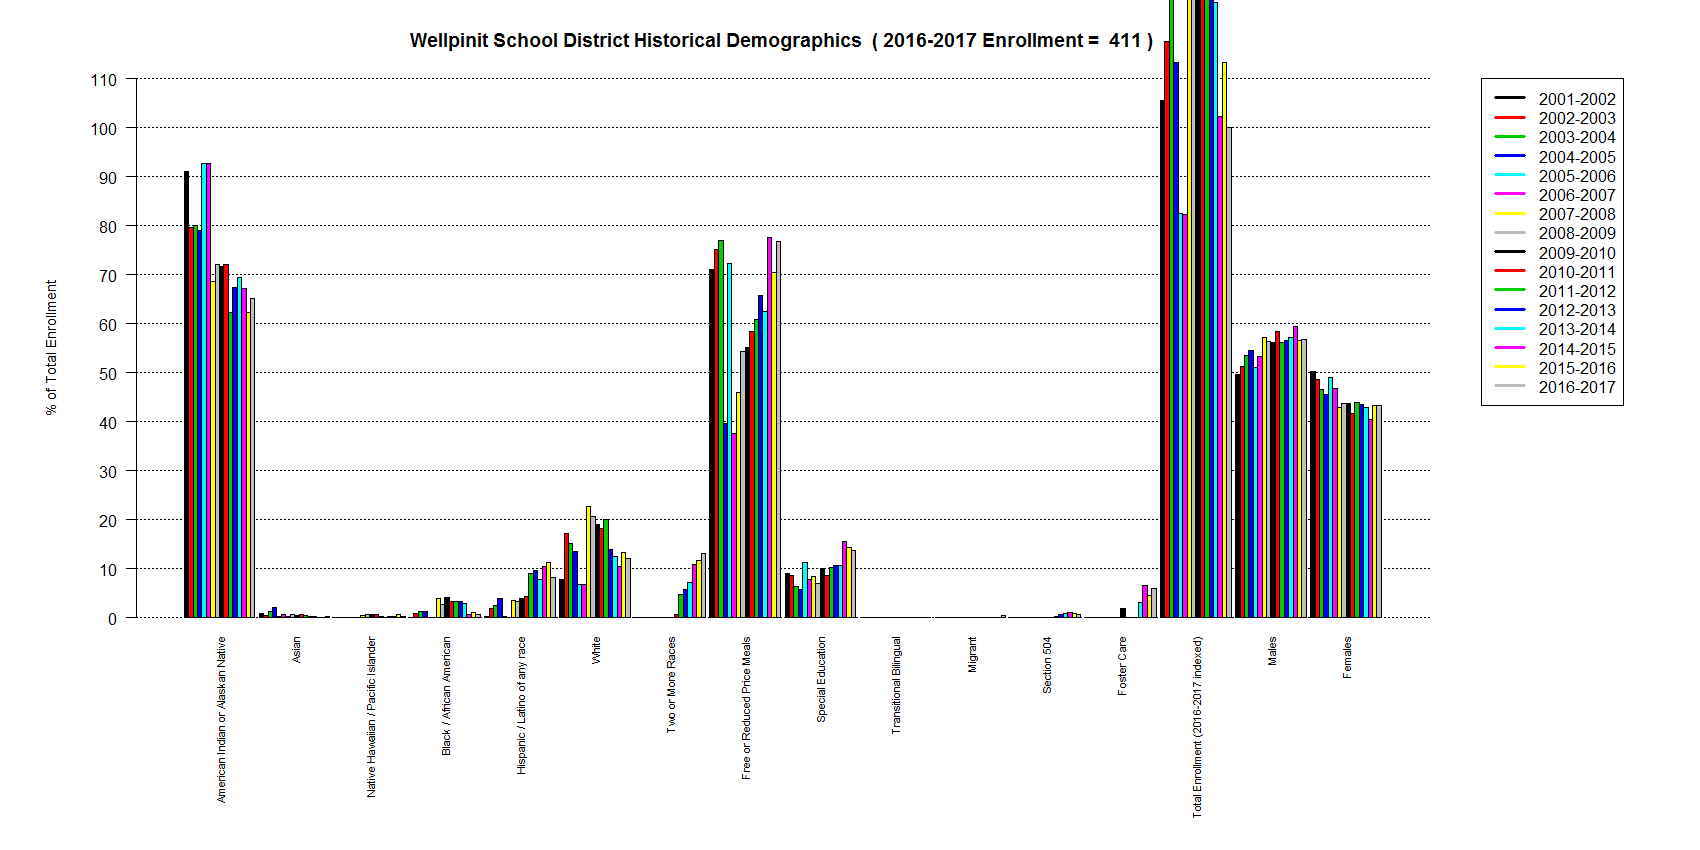 Wellpinit School District Historical Demographics ( 2016-2017 Enrollment = 411 )
110
100
90
80
70
60
50
40
30
20
10
0
% of Total Enrollment
American Indian or Alaskan Native
Asian
Native Hawaiian / Pacific Islander
Black / African American
Hispanic / Latino of any race
White
Two or More Races
Free or Reduced Price Meals
Special Education
Transitional Bilingual
Migrant
Section 504
Foster Care
Total Enrollment (2016-2017 indexed)
Males
Females
2001-2002
2002-2003
2003-2004
2004-2005
2005-2006
2006-2007
2007-2008
2008-2009
2009-2010
2010-2011
2011-2012
2012-2013
2013-2014
2014-2015
2015-2016
2016-2017